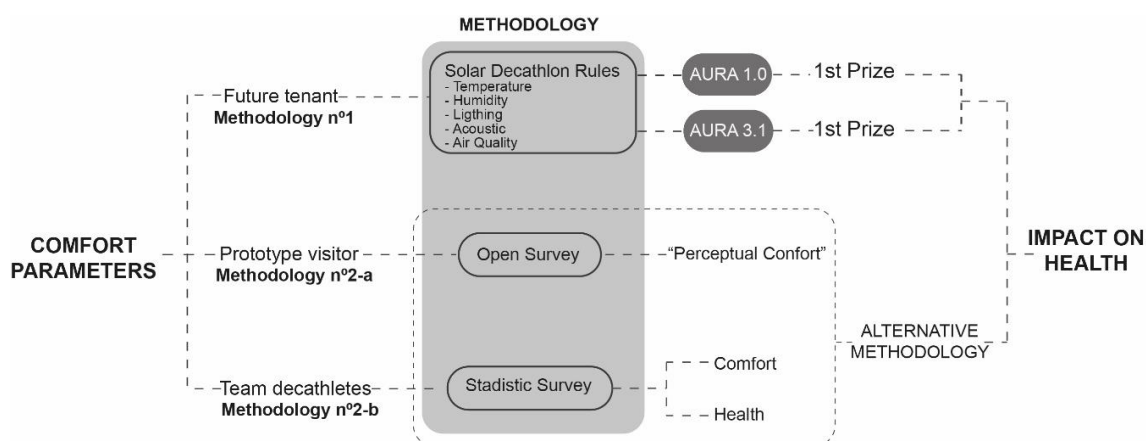 METHODOLOGY
Solar Decathlon Rules
- Temperature
- Humidity
- Ligthing
- Acoustic
- Air Quality
AURA 1.0
1st Prize
AURA 3.1
1st Prize
Future tenant
Methodology nº1
COMFORT
PARAMETERS
Prototype visitor
Methodology nº2-a
Open Survey
“Perceptual Confort”
IMPACT ON
HEALTH
ALTERNATIVE
METHODOLOGY
Team decathletes
Methodology nº2-b
Stadistic Survey
Comfort
Health